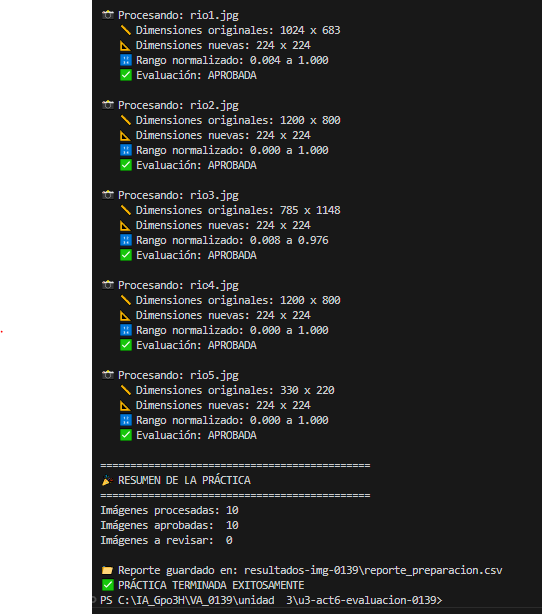 📷 Procesando: rio1.jpg
📏 Dimensiones originales: 1024 x 683
📐 Dimensiones nuevas: 224 x 224
🔢 Rango normalizado: 0.004 a 1.000
✅ Evaluación: APROBADA
📷 Procesando: rio2.jpg
📏 Dimensiones originales: 1200 x 800
📐 Dimensiones nuevas: 224 x 224
🔢 Rango normalizado: 0.000 a 1.000
✅ Evaluación: APROBADA
📷 Procesando: rio3.jpg
📏 Dimensiones originales: 785 x 1148
📐 Dimensiones nuevas: 224 x 224
🔢 Rango normalizado: 0.008 a 0.976
✅ Evaluación: APROBADA
📷 Procesando: rio4.jpg
📏 Dimensiones originales: 1200 x 800
📐 Dimensiones nuevas: 224 x 224
🔢 Rango normalizado: 0.000 a 1.000
✅ Evaluación: APROBADA
📷 Procesando: rio5.jpg
📏 Dimensiones originales: 330 x 220
📐 Dimensiones nuevas: 224 x 224
🔢 Rango normalizado: 0.000 a 1.000
✅ Evaluación: APROBADA
=============================================
🎉 RESUMEN DE LA PRÁCTICA
=============================================
Imágenes procesadas: 10
Imágenes aprobadas:  10
Imágenes a revisar:  0
📂 Reporte guardado en: resultados-img-0139\reporte_preparacion.csv
✅ PRÁCTICA TERMINADA EXITOSAMENTE
PS C:\IA_Gpo3H\VA_0139\unidad  3\u3-act6-evaluacion-0139>